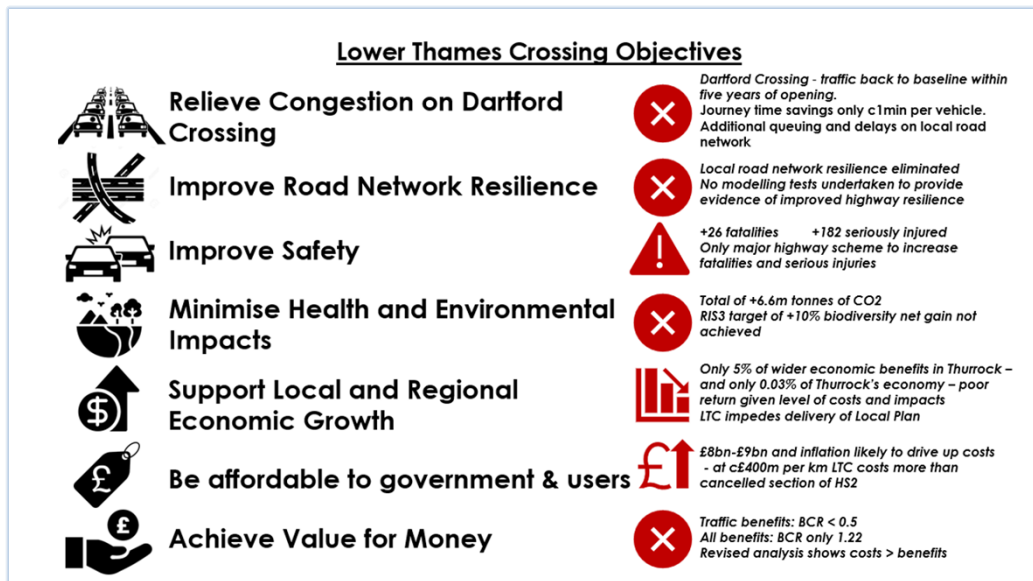 Lower Thames Crossing Objectives
Relieve Congestion on Dartford
Crossing
Dartford Crossing - traffic back to baseline within
five years of opening.
Journey time savings only c1min per vehicle.
Additional queuing and delays on local road
network
Improve Road Network Resilience
Local road network resilience eliminated
No modelling tests undertaken to provide
evidence of improved highway resilience
Improve Safety
+26 fatalities +182 seriously injured
Only major highway scheme to increase
fatalities and serious injuries
Minimise Health and Environmental
Impacts
Total of +6.6m tonnes of CO2
RIS3 target of +10% biodiversity net gain not
achieved
$
Support Local and Regional
Economic Growth
Only 5% of wider economic benefits in Thurrock –
and only 0.03% of Thurrock's economy – poor
return given level of costs and impacts
LTC impedes delivery of Local Plan
£
Be affordable to government & users
£
£8bn-£9bn and inflation likely to drive up costs
- at c£400m per km LTC costs more than
cancelled section of HS2
£
Achieve Value for Money
Traffic benefits: BCR < 0.5
All benefits: BCR only 1.22
Revised analysis shows costs > benefits